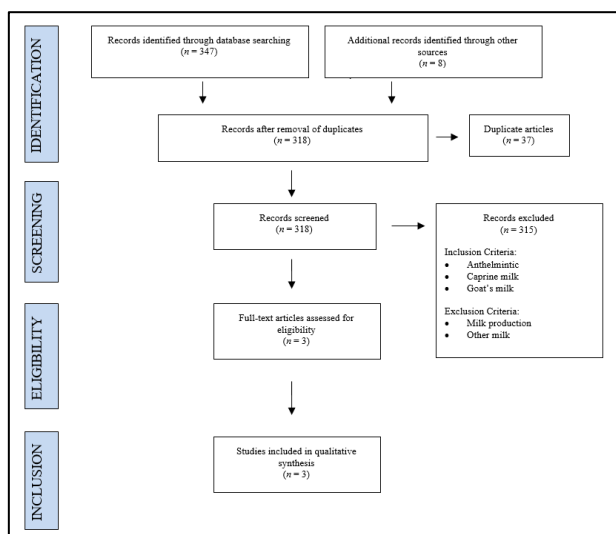 IDENTIFICATION
Records identified through database searching
(n = 347)
Additional records identified through other
sources
(n = 8)
Records after removal of duplicates
(n = 318)
Duplicate articles
(n = 37)
SCREENING
Records screened
(n = 318)
Records excluded
(n = 315)
Inclusion Criteria:
• Anthelmintic
• Caprine milk
• Goat's milk
Exclusion Criteria:
• Milk production
• Other milk
ELIGIBILITY
Full-text articles assessed for
eligibility
(n = 3)
INCLUSION
Studies included in qualitative
synthesis
(n = 3)